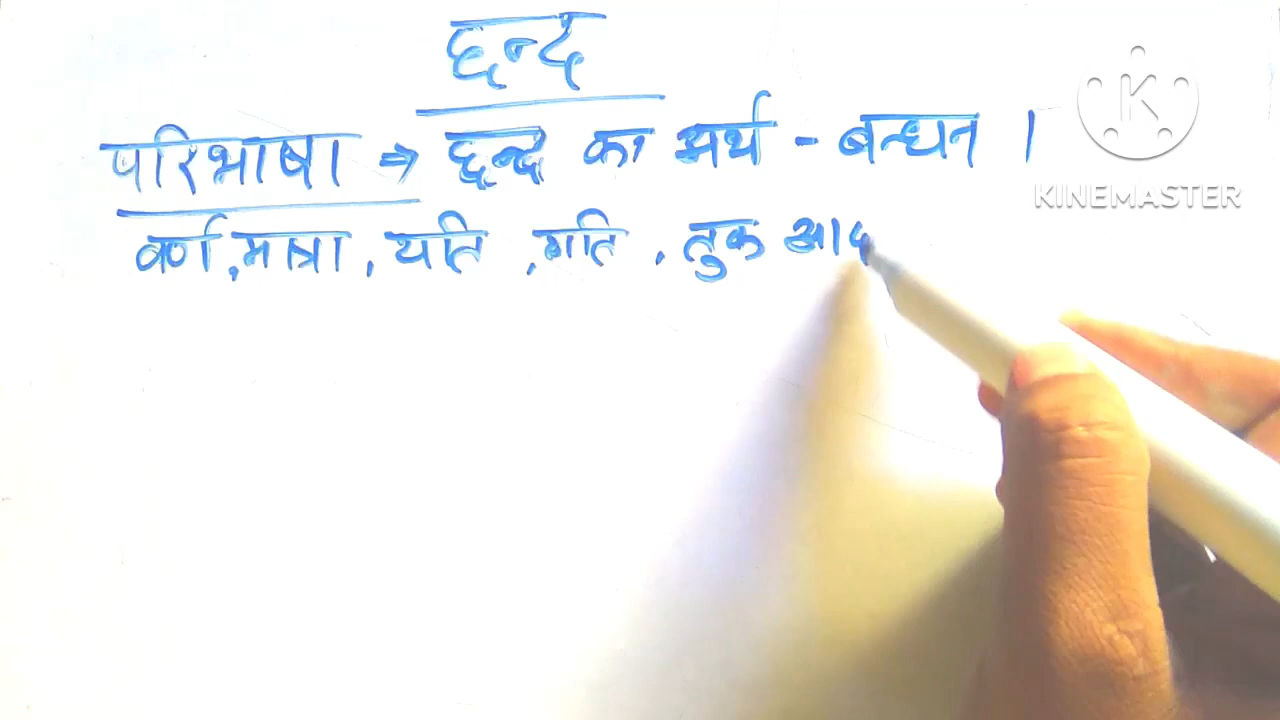 छन्द
परिभाषा ⇒ छन्द का अर्थ - बन्धन ।
वर्ण, मात्रा, यति, गति, तुक
KINEMASTER